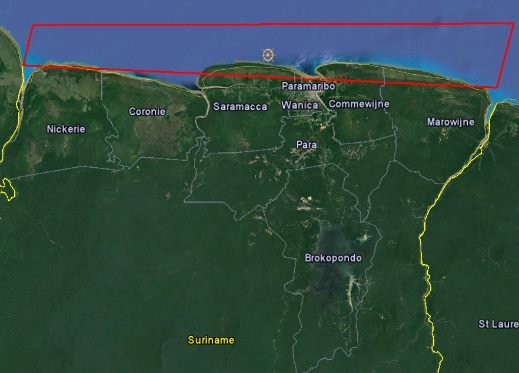 Paramaribo
Coronie
Saramacca
Wanica
Commewijne
Nickerie
Marowijne
Para
Brokopondo
St Laure
Suriname